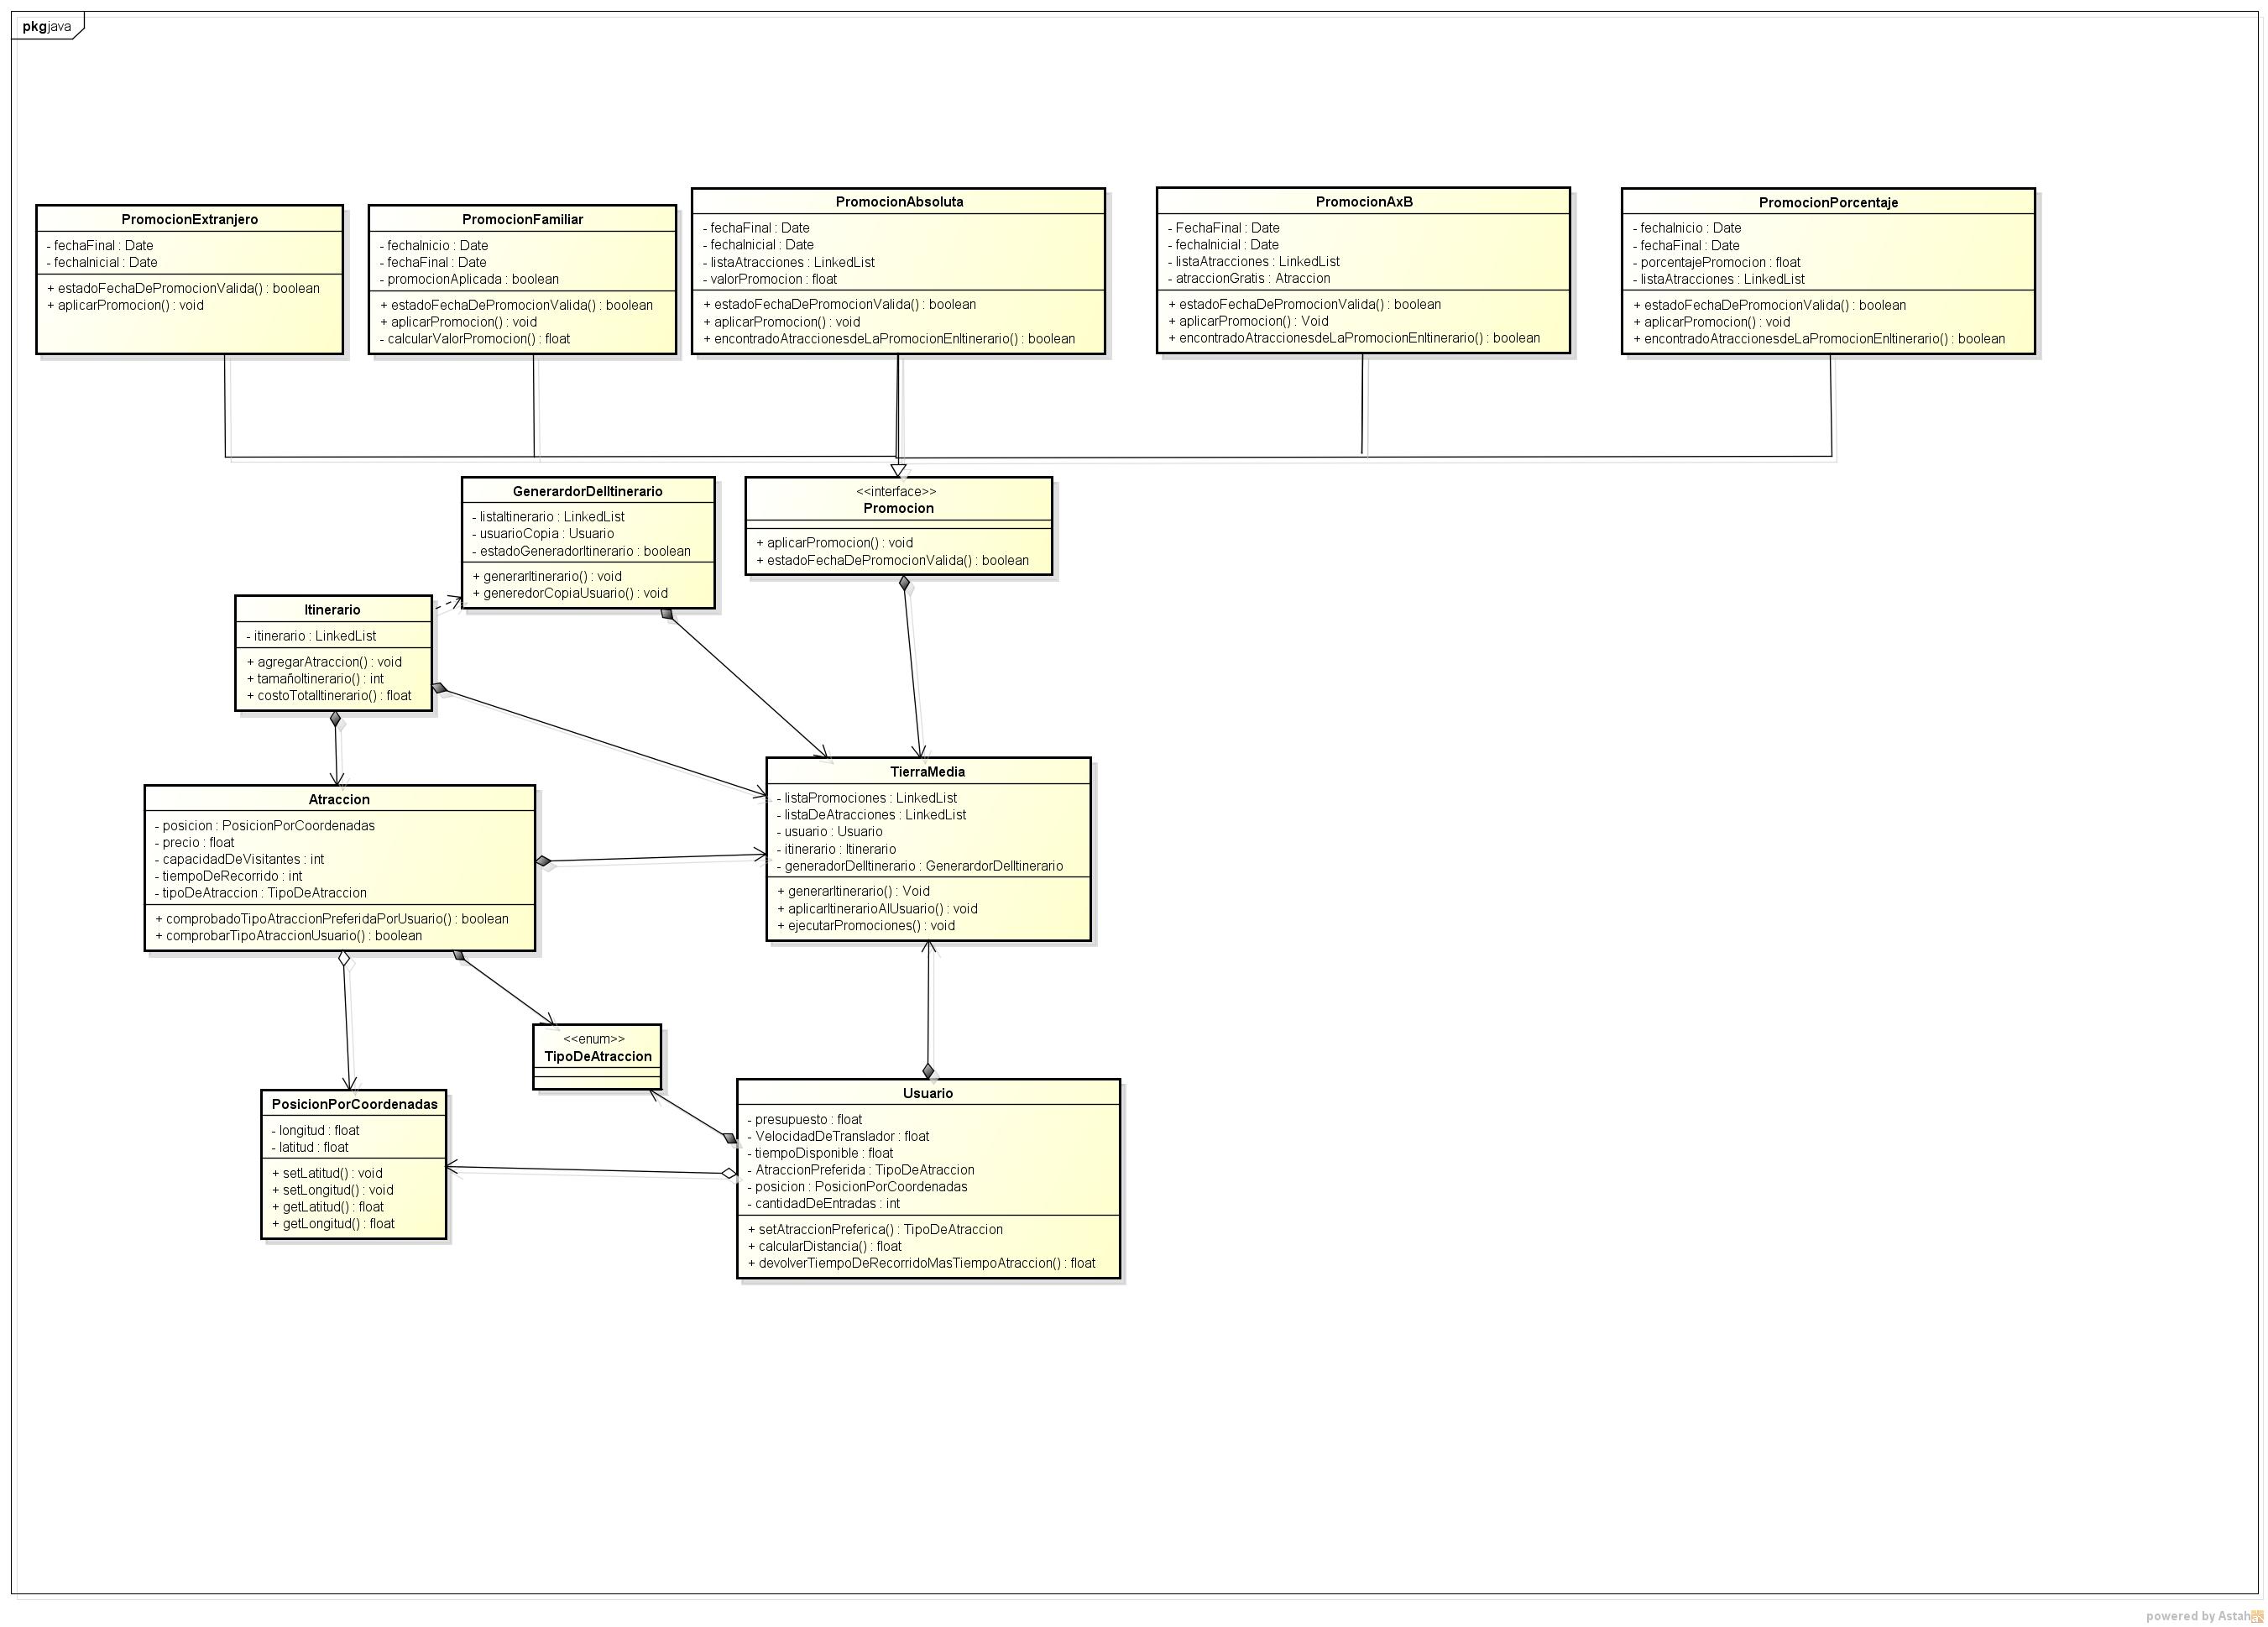 pkg java
PromocionExtranjero
- fechaFinal : Date
- fechaInicial : Date
+ estadoFechaDePromocionValida() : boolean
+ aplicarPromocion() : void
PromocionFamiliar
- fechaInicio : Date
- fechaFinal : Date
- promocionAplicada : boolean
+ estadoFechaDePromocionValida() : boolean
+ aplicarPromocion() : void
- calcularValorPromocion() : float
PromocionAbsoluta
- fechaFinal : Date
- fechaInicial : Date
- listaAtracciones : LinkedList
- valorPromocion : float
+ estadoFechaDePromocionValida() : boolean
+ aplicarPromocion() : void
+ encontradoAtraccionesdeLaPromocionEnItinerario() : boolean
PromocionAxB
- FechaFinal : Date
- fechaInicial : Date
- listaAtracciones : LinkedList
- atraccionGratis : Atraccion
+ estadoFechaDePromocionValida() : boolean
+ aplicarPromocion() : Void
+ encontradoAtraccionesdeLaPromocionEnItinerario() : boolean
PromocionPorcentaje
- fechaInicio : Date
- fechaFinal : Date
- porcentajePromocion : float
- listaAtracciones : LinkedList
+ estadoFechaDePromocionValida() : boolean
+ aplicarPromocion() : void
+ encontradoAtraccionesdeLaPromocionEnItinerario() : boolean
GenerardorDelItinerario
- listaItinerario : LinkedList
- usuarioCopia : Usuario
- estadoGeneradorItinerario : boolean
+ generarItinerario() : void
+ generedorCopiaUsuario() : void
<<interface>>
Promocion
+ aplicarPromocion() : void
+ estadoFechaDePromocionValida() : boolean
Itinerario
- itinerario : LinkedList
+ agregarAtraccion() : void
+ tamañoItinerario() : int
+ costoTotalItinerario() : float
Atraccion
- posicion : PosicionPorCoordenadas
- precio : float
- capacidadDeVisitantes : int
- tiempoDeRecorrido : int
- tipoDeAtraccion : TipoDeAtraccion
+ comprobadoTipoAtraccionPreferidaPorUsuario() : boolean
+ comprobarTipoAtraccionUsuario() : boolean
TierraMedia
- listaPromociones : LinkedList
- listaDeAtracciones : LinkedList
- usuario : Usuario
- itinerario : Itinerario
- generadorDelItinerario : GenerardorDelItinerario
+ generarItinerario() : Void
+ aplicarItinerarioAlUsuario() : void
+ ejecutarPromociones() : void
<<enum>>
TipoDeAtraccion
PosicionPorCoordenadas
- longitud : float
- latitud : float
+ setLatitud() : void
+ setLongitud() : void
+ getLatitud() : float
+ getLongitud() : float
Usuario
- presupuesto : float
- VelocidadDeTranslador : float
- tiempoDisponible : float
- AtraccionPreferida : TipoDeAtraccion
- posicion : PosicionPorCoordenadas
- cantidadDeEntradas : int
+ setAtraccionPreferica() : TipoDeAtraccion
+ calcularDistancia() : float
+ devolverTiempoDeRecorridoMasTiempoAtraccion() : float
powered by Astah